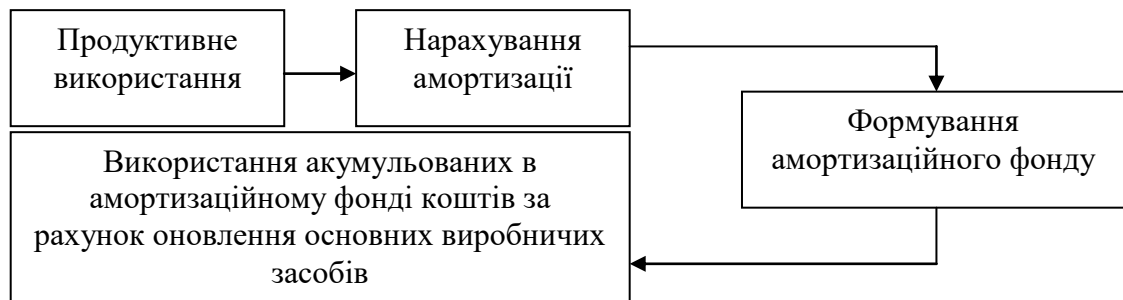 Продуктивне
використання
Нарахування
амортизації
Формування
амортизаційного фонду
Використання акумульованих в
амортизаційному фонді коштів за
рахунок оновлення основних виробничих
засобів